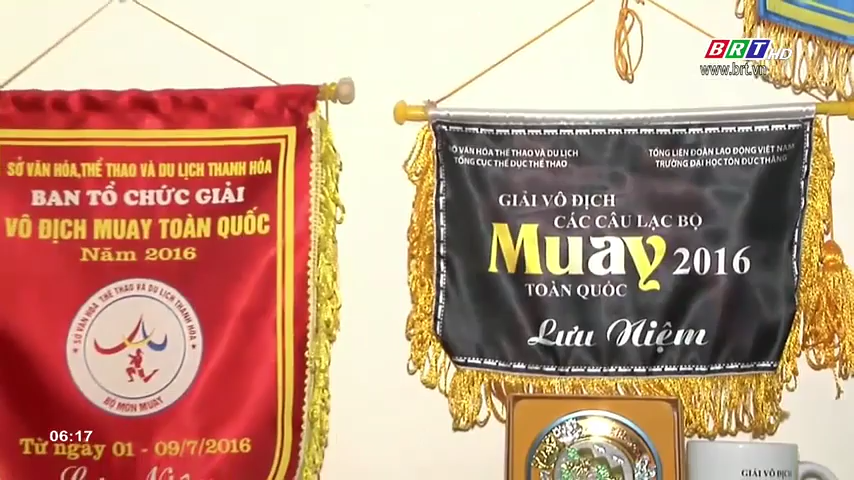 BRT HD
www.brt.vn
SỞ VĂN HÓA, THỂ THAO VÀ DU LỊCH THANH HÓA
BAN TỔ CHỨC GIẢI
VÔ ĐỊCH MUAY TOÀN QUỐC
Năm 2016
SỞ VĂN HÓA THỂ THAO VÀ DU LỊCH THANH HÓA
BỘ MÔN MUAY
Từ ngày 01 - 09/7/2016
Lưu Niệm
SỞ VĂN HÓA THỂ THAO VÀ DU LỊCH
TỔNG CỤC THỂ DỤC THỂ THAO
TỔNG LIÊN ĐOÀN LAO ĐỘNG VIỆT NAM
TRƯỜNG ĐẠI HỌC TÔN ĐỨC THẮNG
GIẢI VÔ ĐỊCH
CÁC CÂU LẠC BỘ
Muay 2016
TOÀN QUỐC
Lưu Niệm
GIẢI VÔ ĐỊCH
06:17